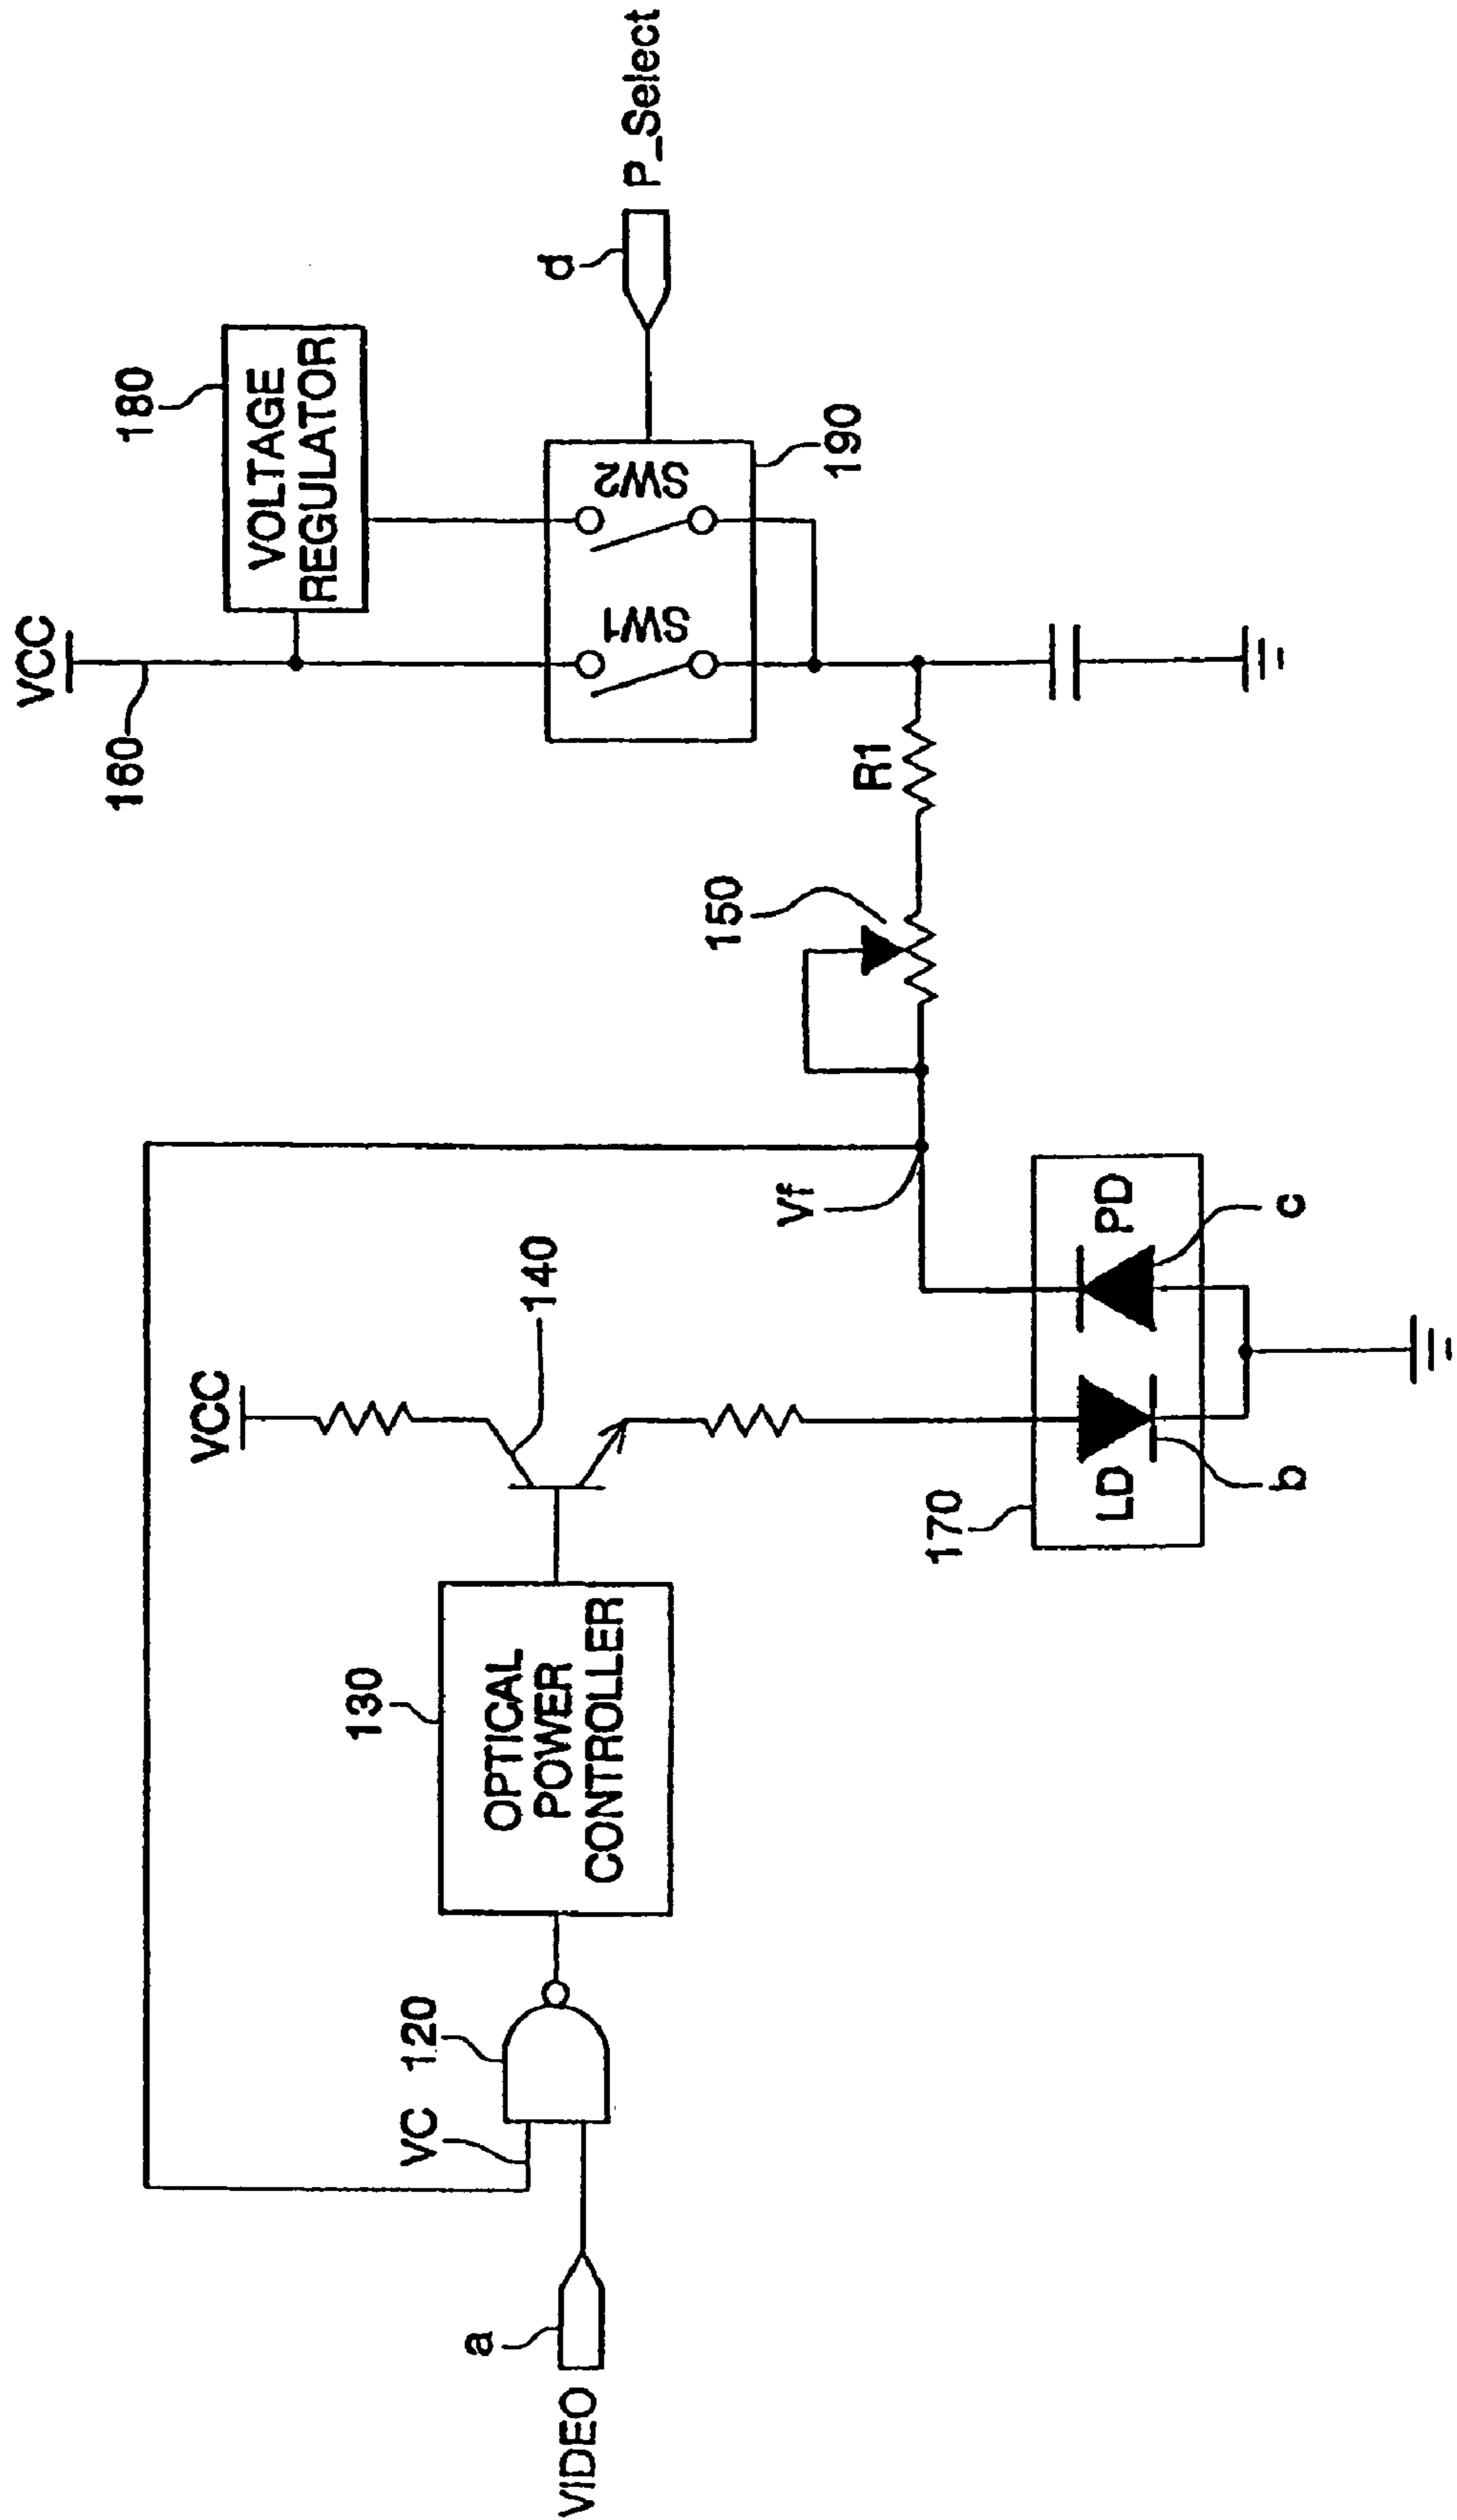 VCC
160
180
VCC
VOLTAGE
REGULATOR
130
VC 120
a
OPTICAL
POWER
CONTROLLER
140
d
VIDEO
SW1
SW2
P_Select
150
Vf
R1
190
170
LD
PD
b
c